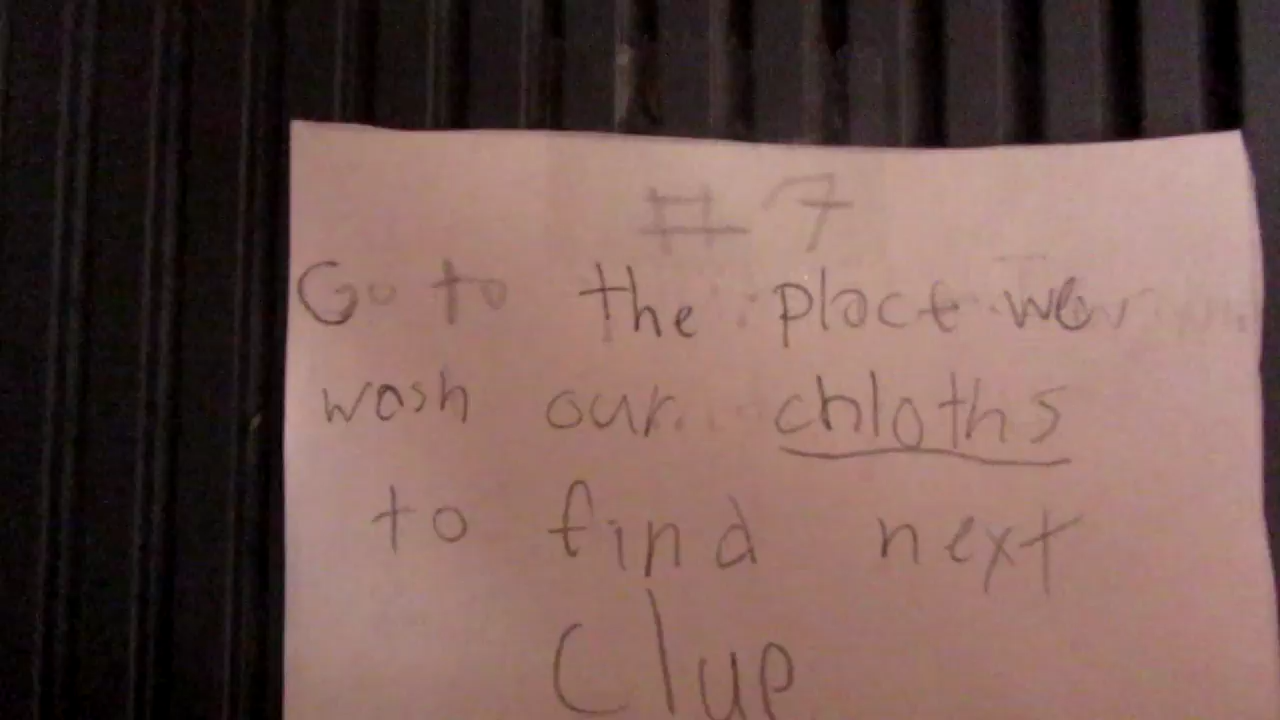 # 7
Go to the place we
wash our chloths
to find next
Clue